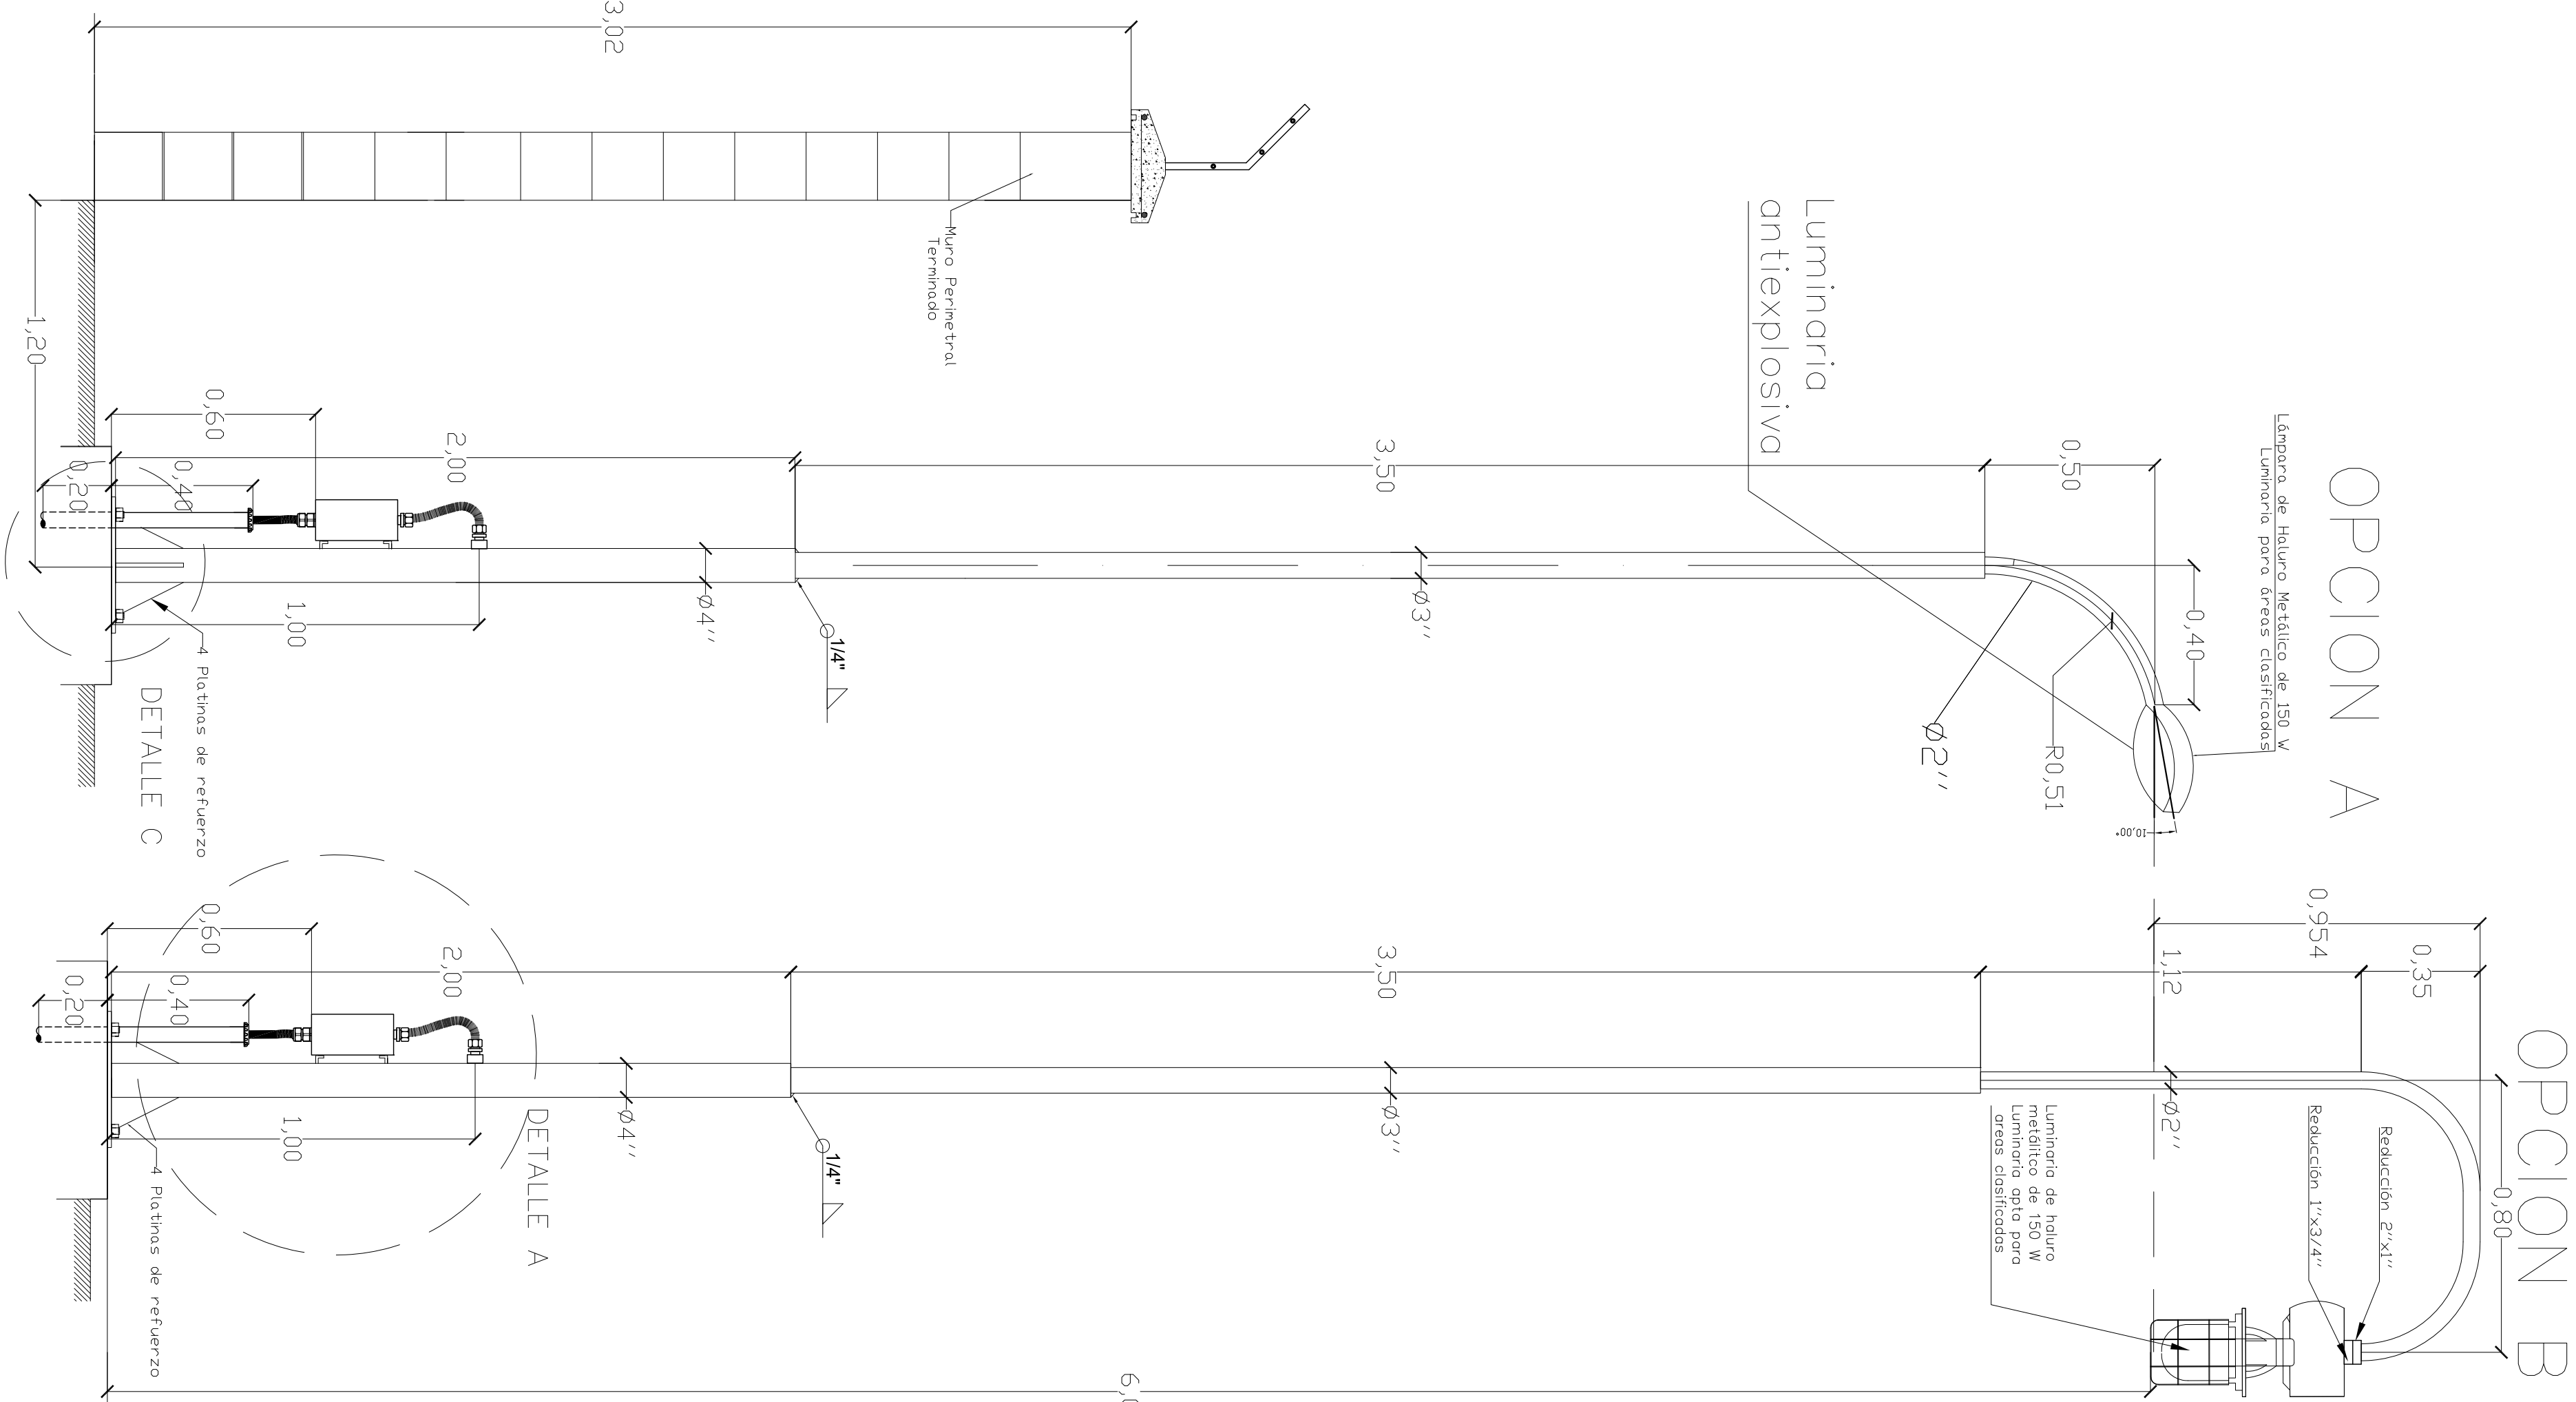 OPCION A
Lámpara de Haluro Metálico de 150 W
Luminaria para áreas clasificadas
Luminaria
antiexplosiva
0,50
0,40
10,00°
R0,51
Ø2''
3,50
Ø3''
1/4"
2,00
Ø4''
1,00
0,60
0,40
0,20
4 Platinas de refuerzo
DETALLE C
1,20
3,02
Muro Perimetral
Terminado
OPCION B
0,80
0,35
0,954
1,12
Reducción 2''x1''
Reducción 1''x3/4''
Ø2''
Luminaria de haluro
metálitco de 150 W
Luminaria apta para
areas clasificadas
3,50
Ø3''
1/4"
2,00
Ø4''
DETALLE A
1,00
0,60
0,40
0,20
4 Platinas de refuerzo